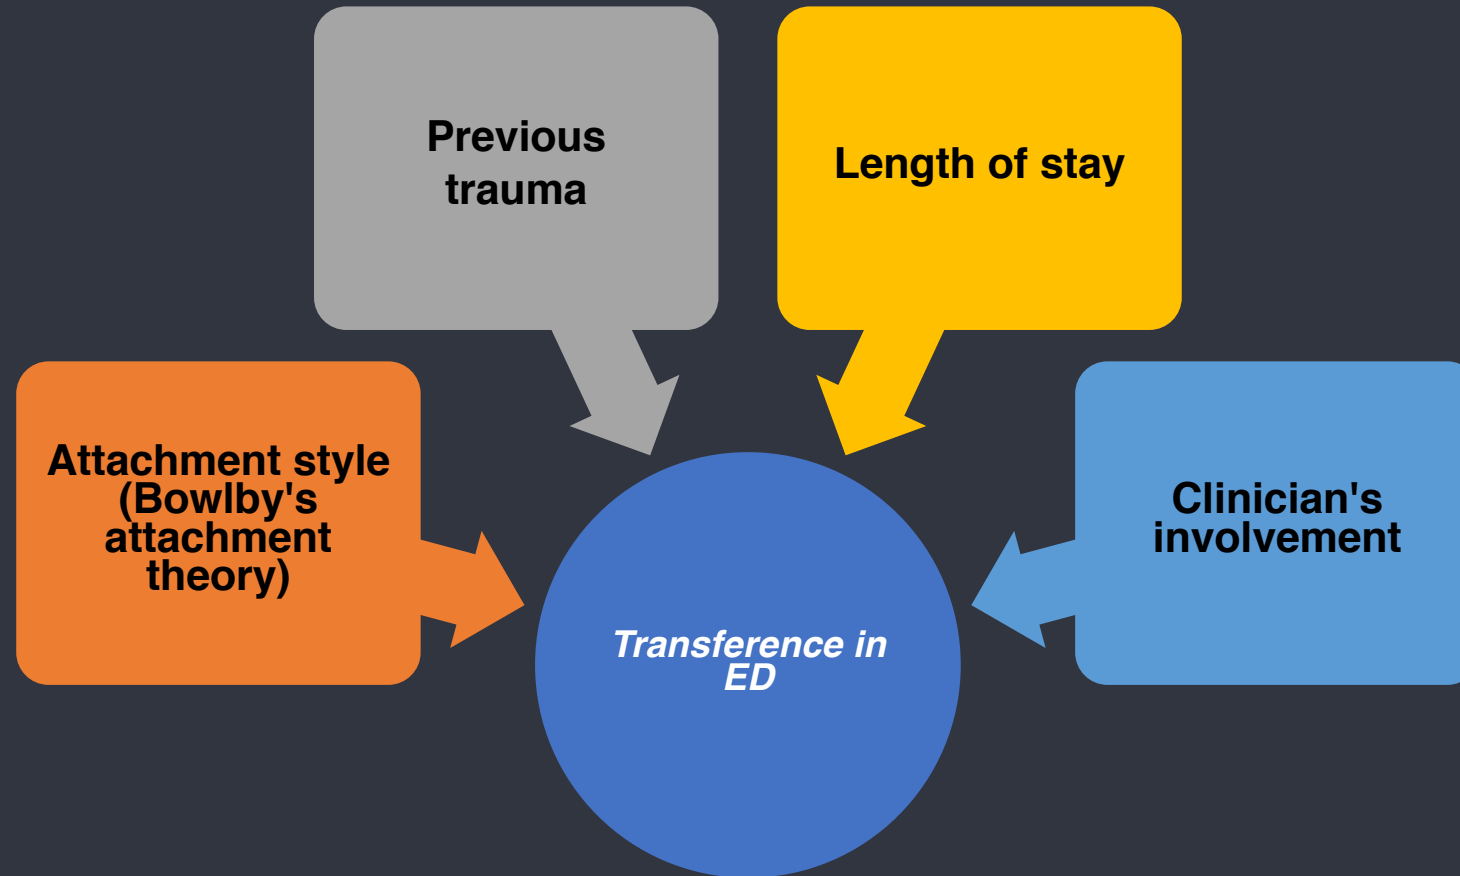 Previous
trauma
Length of stay
Attachment style
(Bowlby's
attachment
theory)
Clinician's
involvement
Transference in
ED